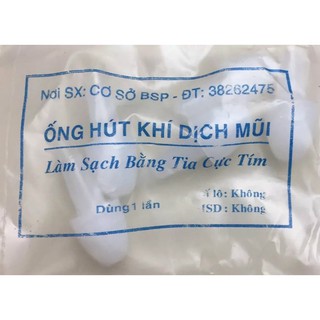 Nơi SX: CƠ SỞ BSP - ĐT: 38262475
ỐNG HÚT KHÍ DỊCH MŨI
Làm Sạch Bằng Tia Cực Tím
lô: Không
Dùng 1 lần
HSD: Không